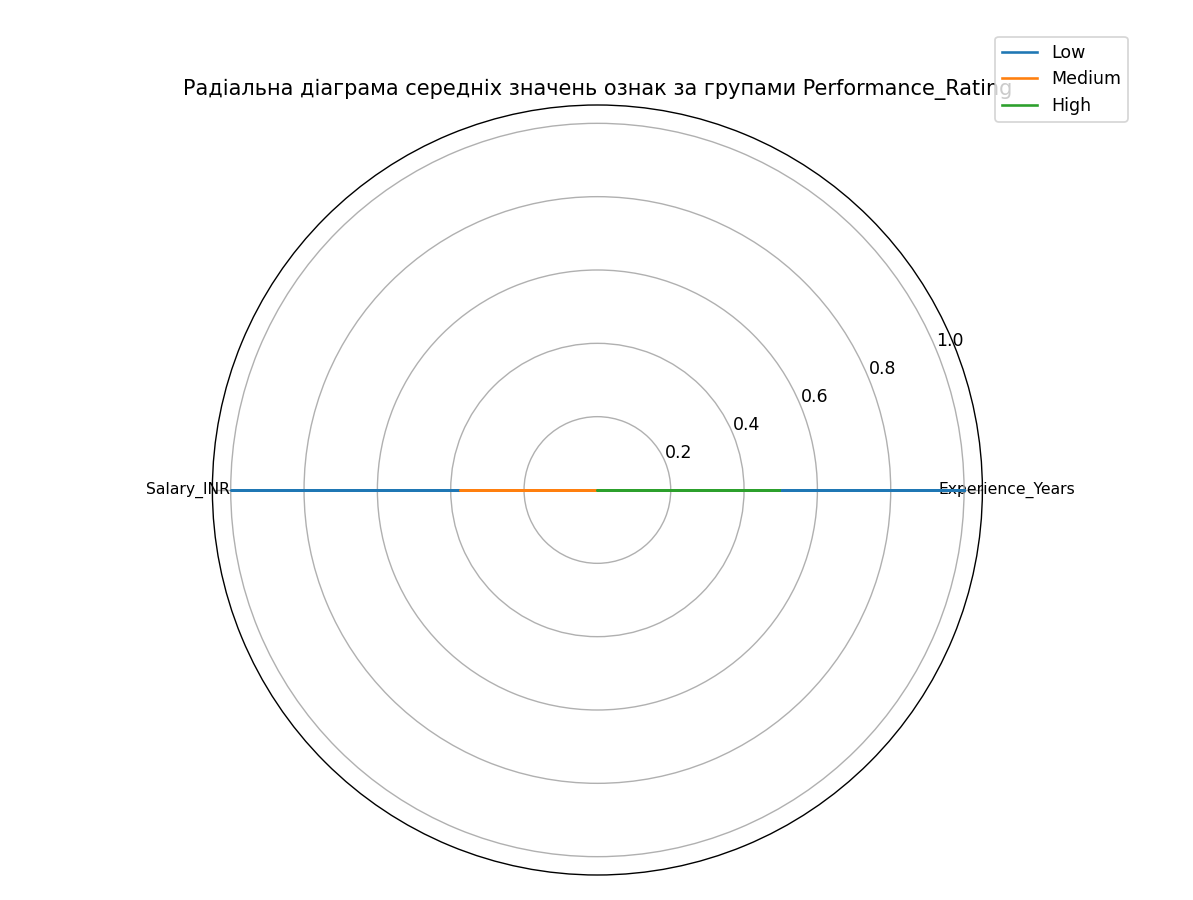 Low
Medium
High
Радіальна діаграма середніх значень ознак за групами Performance_Rating
1.0
0.8
0.6
0.4
0.2
Salary_INR
Experience_Years